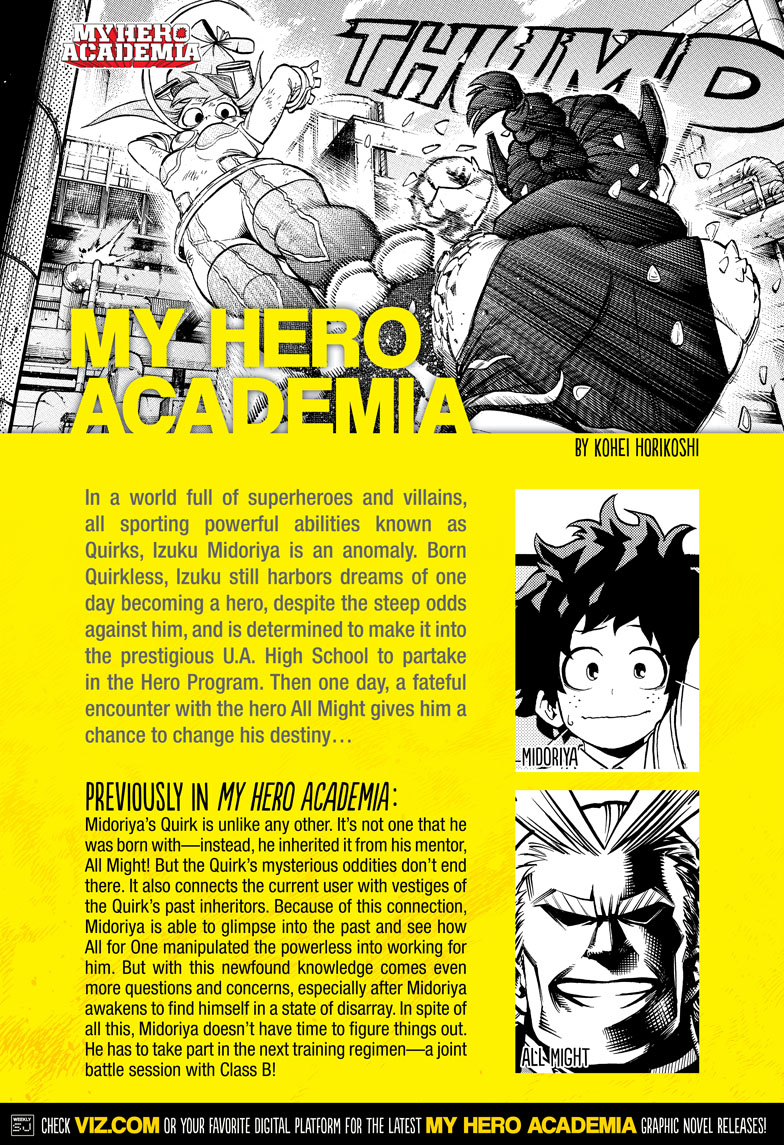 MY HERO
ACADEMIA
THUMP
MY HERO
ACADEMIA
BY KOHEI HORIKOSHI
In a world full of superheroes and villains,
all sporting powerful abilities known as
Quirks, Izuku Midoriya is an anomaly. Born
Quirkless, Izuku still harbors dreams of one
day becoming a hero, despite the steep odds
against him, and is determined to make it into
the prestigious U.A. High School to partake
in the Hero Program. Then one day, a fateful
encounter with the hero All Might gives him a
chance to change his destiny…
MIDORIYA
PREVIOUSLY IN MY HERO ACADEMIA:
Midoriya’s Quirk is unlike any other. It’s not one that he
was born with—instead, he inherited it from his mentor,
All Might! But the Quirk’s mysterious oddities don’t end
there. It also connects the current user with vestiges of
the Quirk’s past inheritors. Because of this connection,
Midoriya is able to glimpse into the past and see how
All for One manipulated the powerless into working for
him. But with this newfound knowledge comes even
more questions and concerns, especially after Midoriya
awakens to find himself in a state of disarray. In spite of
all this, Midoriya doesn’t have time to figure things out.
He has to take part in the next training regimen—a joint
battle session with Class B!
ALL MIGHT
WEEKLY
SJ
CHECK VIZ.COM OR YOUR FAVORITE DIGITAL PLATFORM FOR THE LATEST MY HERO ACADEMIA GRAPHIC NOVEL RELEASES!